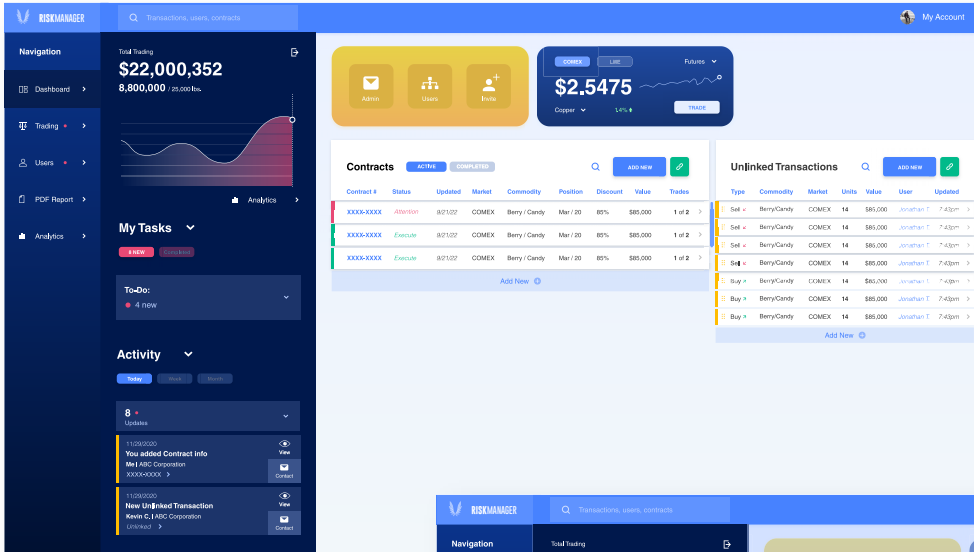 RISKMANAGER
Transactions, users, contracts
My Account
Navigation
Dashboard
Trading
Users
PDF Report
Analytics
Total Trading
$22,000,352
8,800,000 / 25,000 lbs.
Analytics
My Tasks
8 NEW
Completed
To-Do:
4 new
Activity
Today Week Month
8
Updates
11/29/2020
You added Contract info
Me | ABC Corporation
XXXX-XXXX
View
Contact
11/29/2020
New Unlinked Transaction
Kevin C. | ABC Corporation
Unlinked
View
Contact
Admin Users Invite
COMEX LME Futures
$2.5475
Copper 1.4% TRADE
Contracts ACTIVE COMPLETED ADD NEW
Contract # Status Updated Market Commodity Position Discount Value Trades
XXXX-XXXX Attention 9/21/22 COMEX Berry / Candy Mar / 20 85% $85,000 1 of 2
XXXX-XXXX Execute 9/21/22 COMEX Berry / Candy Mar / 20 85% $85,000 1 of 2
XXXX-XXXX Execute 9/21/22 COMEX Berry / Candy Mar / 20 85% $85,000 1 of 2
Add New
Unlinked Transactions ADD NEW
Type Commodity Market Units Value User Updated
Sell Berry/Candy COMEX 14 $85,000 Jonathan T. 7:43pm
Sell Berry/Candy COMEX 14 $85,000 Jonathan T. 7:43pm
Sell Berry/Candy COMEX 14 $85,000 Jonathan T. 7:43pm
Sell Berry/Candy COMEX 14 $85,000 Jonathan T. 7:43pm
Buy Berry/Candy COMEX 14 $85,000 Jonathan T. 7:43pm
Buy Berry/Candy COMEX 14 $85,000 Jonathan T. 7:43pm
Buy Berry/Candy COMEX 14 $85,000 Jonathan T. 7:43pm
Add New
RISKMANAGER
Transactions, users, contracts
Navigation
Total Trading